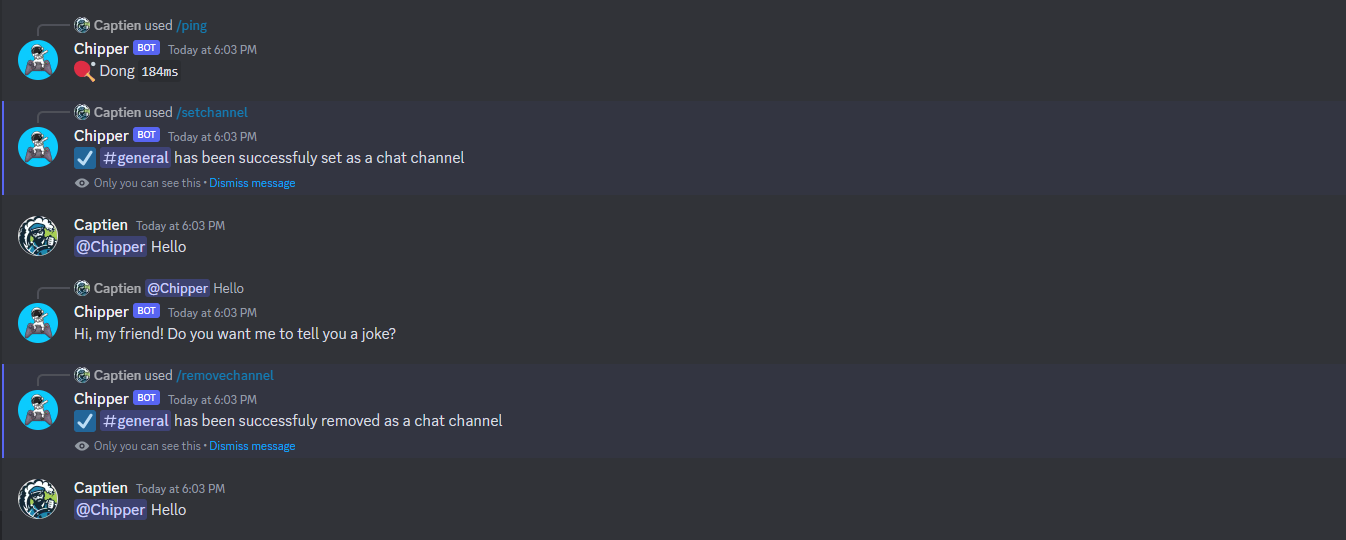 Captien used /ping
Chipper BOT Today at 6:03 PM
Dong 184ms
Captien used /setchannel
Chipper BOT Today at 6:03 PM
#general has been successfuly set as a chat channel
Only you can see this • Dismiss message
Captien Today at 6:03 PM
@Chipper Hello
Captien @Chipper Hello
Chipper BOT Today at 6:03 PM
Hi, my friend! Do you want me to tell you a joke?
Captien used /removechannel
Chipper BOT Today at 6:03 PM
#general has been successfuly removed as a chat channel
Only you can see this • Dismiss message
Captien Today at 6:03 PM
@Chipper Hello